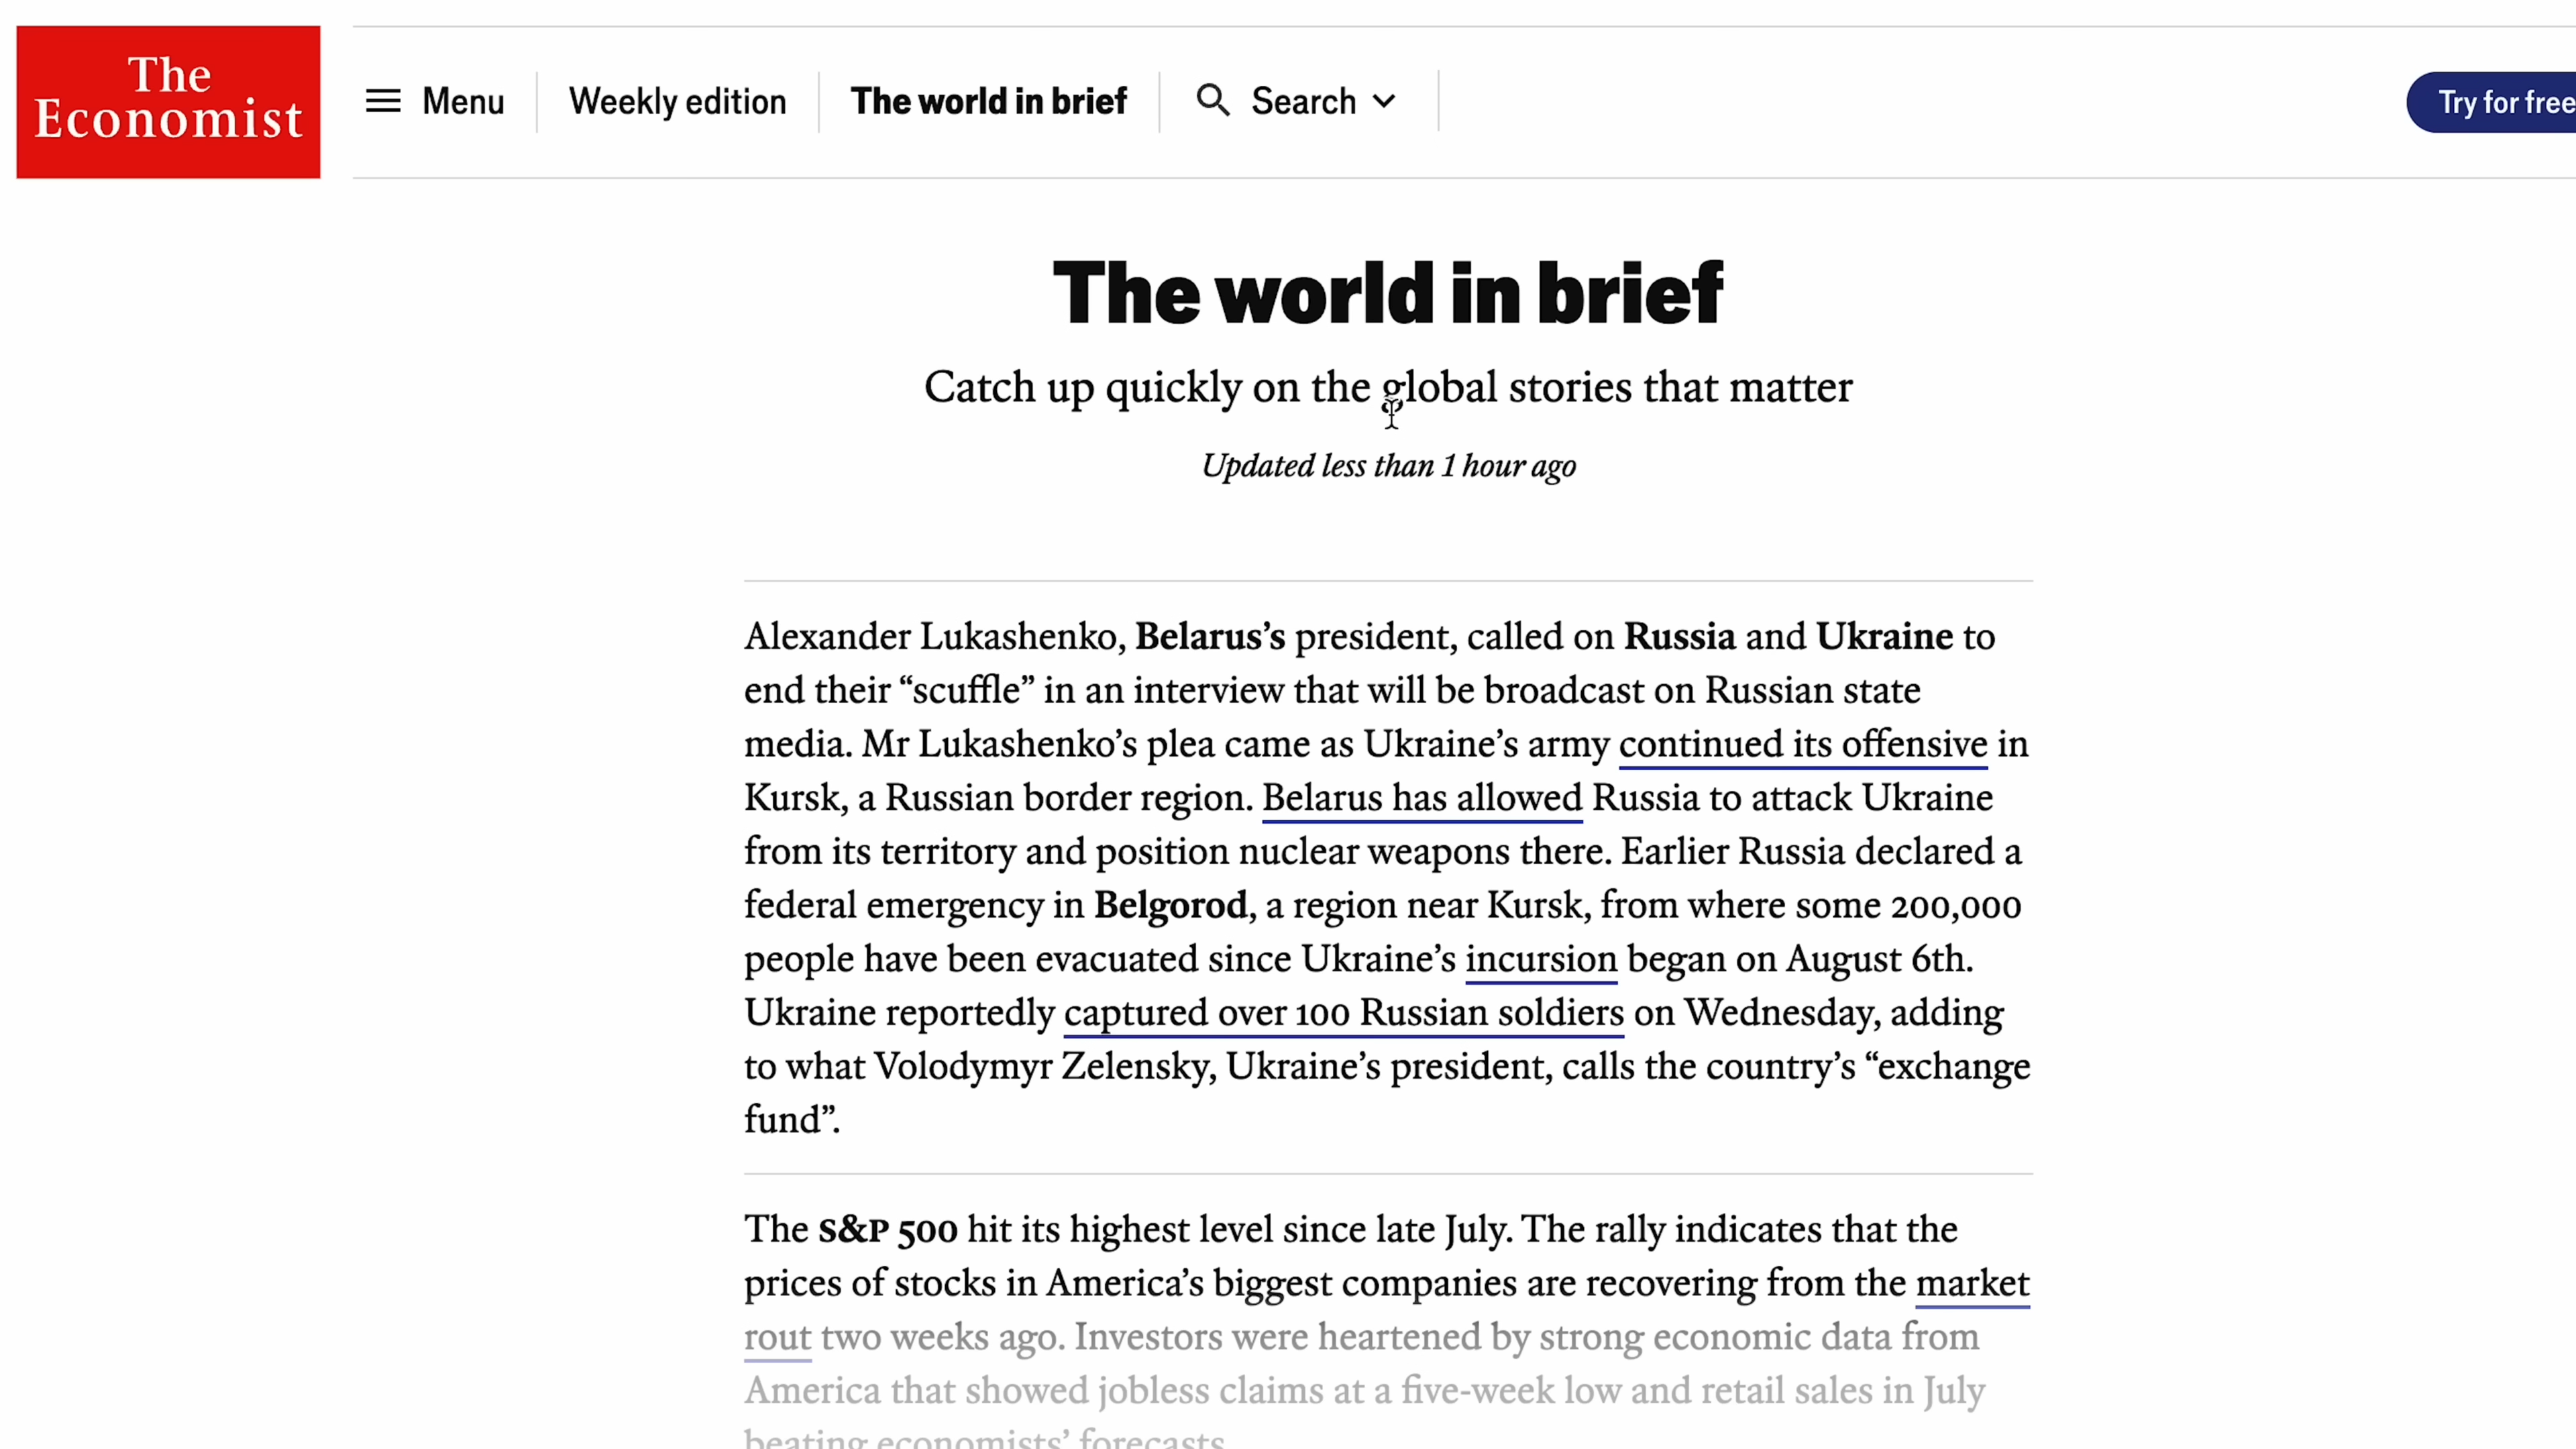 The
Economist
Menu
Weekly edition
The world in brief
Search
Try for free
The world in brief
Catch up quickly on the global stories that matter
Updated less than 1 hour ago
Alexander Lukashenko, Belarus’s president, called on Russia and Ukraine to
end their “scuffle” in an interview that will be broadcast on Russian state
media. Mr Lukashenko’s plea came as Ukraine’s army continued its offensive in
Kursk, a Russian border region. Belarus has allowed Russia to attack Ukraine
from its territory and position nuclear weapons there. Earlier Russia declared a
federal emergency in Belgorod, a region near Kursk, from where some 200,000
people have been evacuated since Ukraine’s incursion began on August 6th.
Ukraine reportedly captured over 100 Russian soldiers on Wednesday, adding
to what Volodymyr Zelensky, Ukraine’s president, calls the country’s “exchange
fund”.
The S&P 500 hit its highest level since late July. The rally indicates that the
prices of stocks in America’s biggest companies are recovering from the market
rout two weeks ago. Investors were heartened by strong economic data from
America that showed jobless claims at a five-week low and retail sales in July
beating economists’ forecasts.